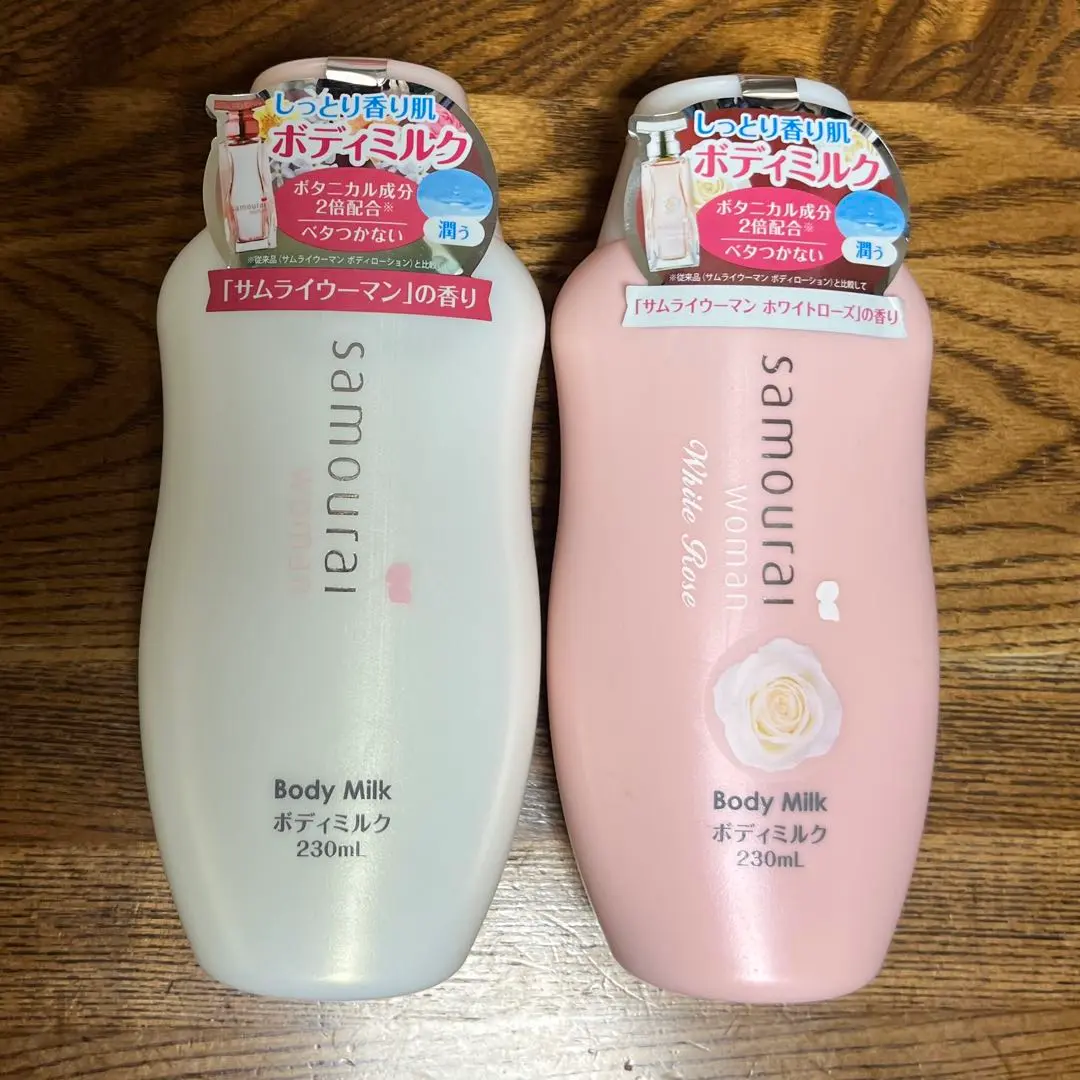 しっとり香り肌
ボディミルク
ボタニカル成分
2倍配合※
ベタつかない
潤う
※従来品(サムライウーマン ボディローション)と比較して
「サムライウーマン」の香り
samourai
woman
Body Milk
ボディミルク
230mL
しっとり香り肌
ボディミルク
ボタニカル成分
2倍配合※
ベタつかない
潤う
※従来品(サムライウーマン ボディローション)と比較して
「サムライウーマン ホワイトローズ」の香り
samourai
woman
White Rose
Body Milk
ボディミルク
230mL